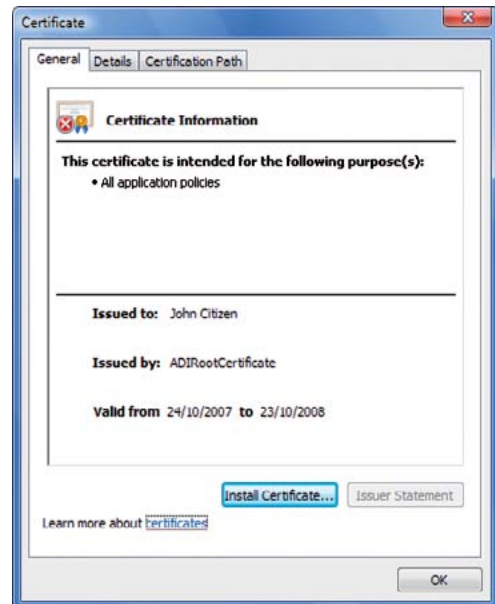 Certificate
General Details Certification Path
Certificate Information
This certificate is intended for the following purpose(s):
• All application policies
Issued to: John Citizen
Issued by: ADIRootCertificate
Valid from 24/10/2007 to 23/10/2008
Install Certificate... Issuer Statement
Learn more about certificates
OK